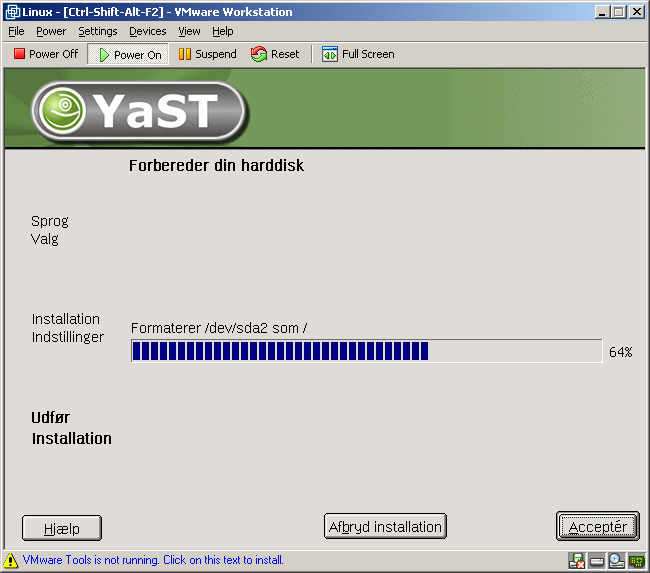 Linux - [Ctrl-Shift-Alt-F2] - VMware Workstation
File Power Settings Devices View Help
Power Off Power On Suspend Reset Full Screen
YaST
Forbereder din harddisk
Sprog
Valg
Installation
Indstillinger
Formaterer /dev/sda2 som /
64%
Udfør
Installation
Hjælp Afbryd installation Acceptér
VMware Tools is not running. Click on this text to install.